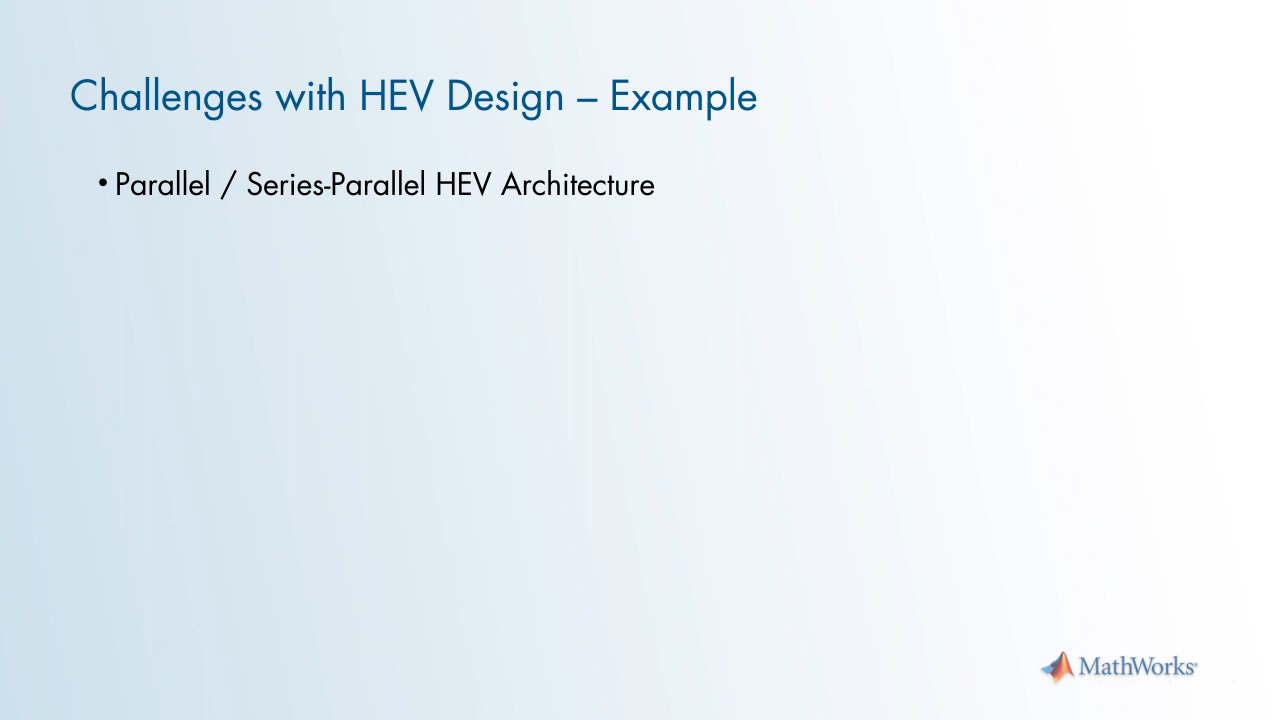 Challenges with HEV Design – Example
• Parallel / Series-Parallel HEV Architecture
MathWorks®